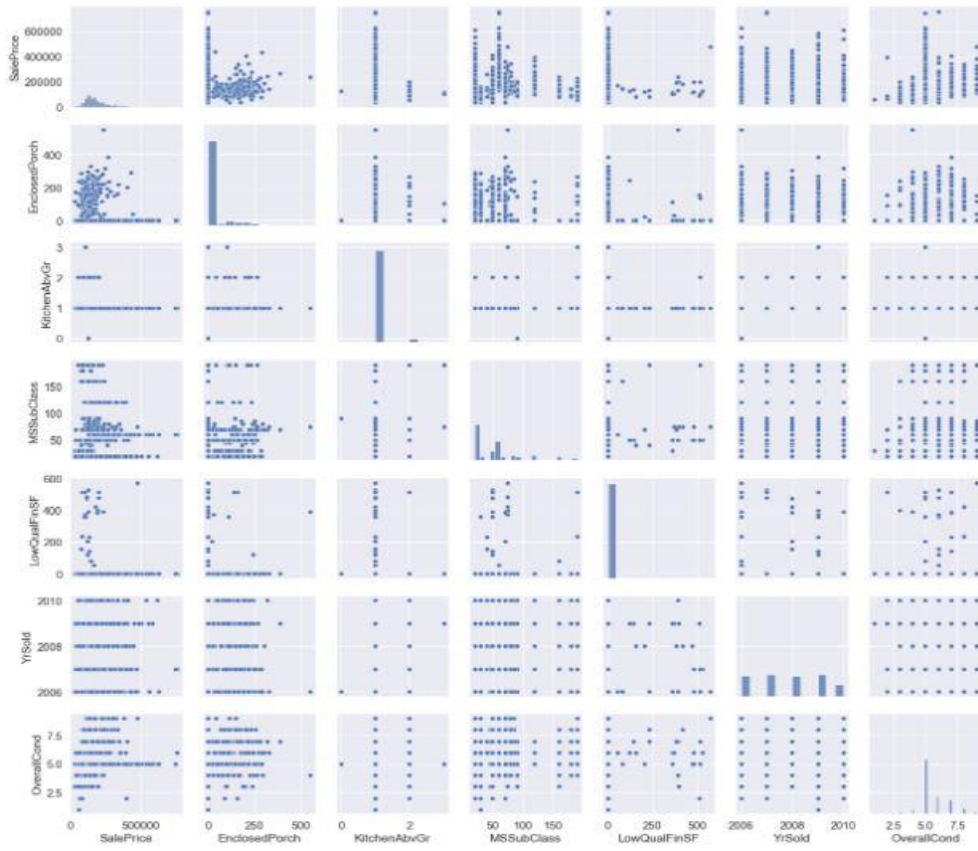 600000
400000
200000
0
SalePrice
400
200
0
EnclosedPorch
3
2
1
0
KitchenAbvGr
150
100
50
MSSubClass
600
400
200
0
LowQualFinSF
2010
2008
2006
YrSold
7.5
5.0
2.5
OverallCond
0 500000 0 250 500 0 2 50 100 150 0 250 500 2006 2008 2010 2.5 5.0 7.5
SalePrice EnclosedPorch KitchenAbvGr MSSubClass LowQualFinSF YrSold OverallCond